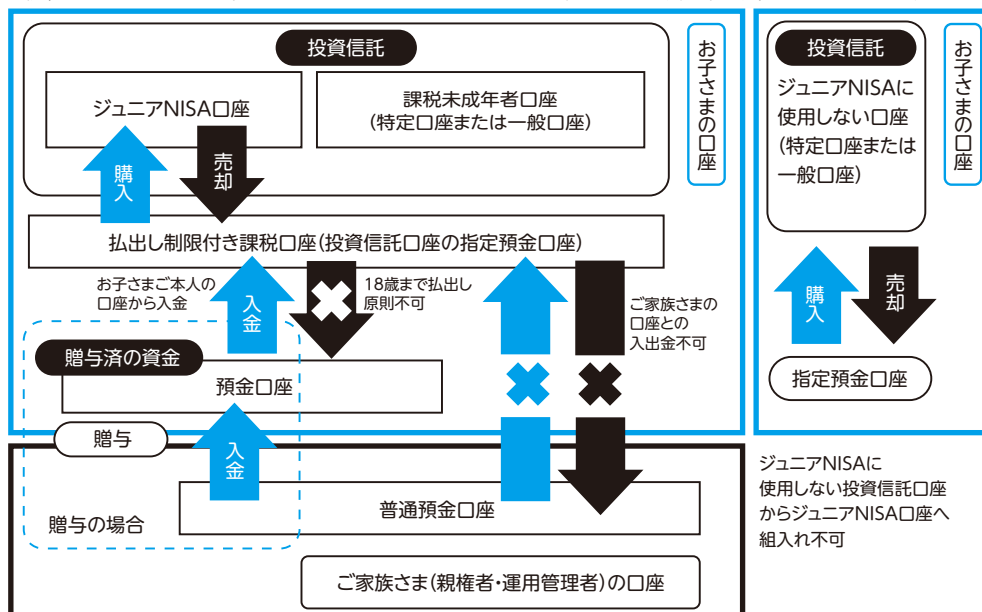 投資信託
お子さまの口座
ジュニアNISA口座
課税未成年者口座
(特定口座または一般口座)
購入
売却
払出し制限付き課税口座(投資信託口座の指定預金口座)
お子さまご本人の
口座から入金
入金
18歳まで払出し
原則不可
ご家族さまの
口座との
入出金不可
贈与済の資金
預金口座
贈与
入金
贈与の場合
普通預金口座
ご家族さま(親権者・運用管理者)の口座
投資信託
お子さまの口座
ジュニアNISAに
使用しない口座
(特定口座または
一般口座)
購入
売却
指定預金口座
ジュニアNISAに
使用しない投資信託口座
からジュニアNISA口座へ
組入れ不可